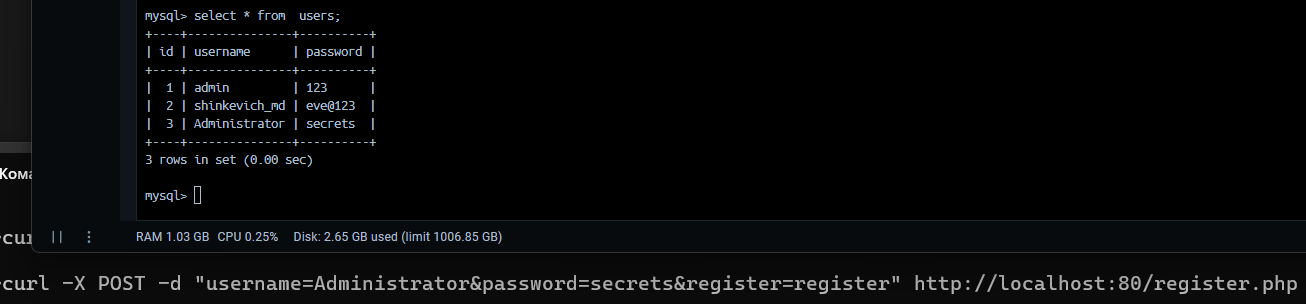 mysql> select * from  users;
+----+---------------+----------+
| id | username      | password |
+----+---------------+----------+
|  1 | admin         | 123      |
|  2 | shinkevich_md | eve@123  |
|  3 | Administrator | secrets  |
+----+---------------+----------+
3 rows in set (0.00 sec)
Кома
mysql>
cur
RAM 1.03 GB CPU 0.25% Disk: 2.65 GB used (limit 1006.85 GB)
curl -X POST -d "username=Administrator&password=secrets&register=register" http://localhost:80/register.php